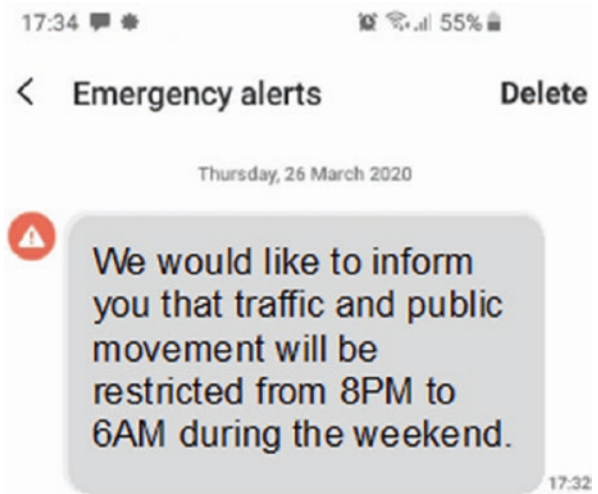 17:34 55%
Emergency alerts Delete
Thursday, 26 March 2020
We would like to inform
you that traffic and public
movement will be
restricted from 8PM to
6AM during the weekend.
17:32